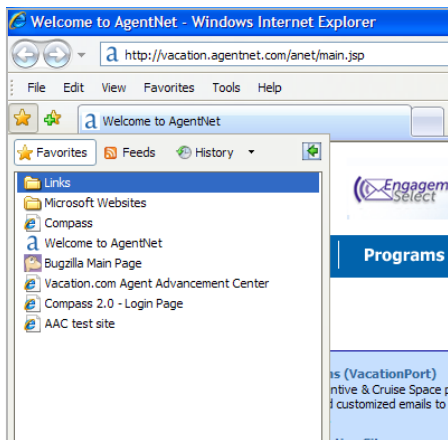 Welcome to AgentNet - Windows Internet Explorer
a http://vacation.agentnet.com/anet/main.jsp
File Edit View Favorites Tools Help
a Welcome to AgentNet
Favorites Feeds History
Links
Microsoft Websites
Compass
a Welcome to AgentNet
Bugzilla Main Page
Vacation.com Agent Advancement Center
Compass 2.0 - Login Page
AAC test site
Select
Programs
(VacationPort)
& Cruise Space
customized emails to